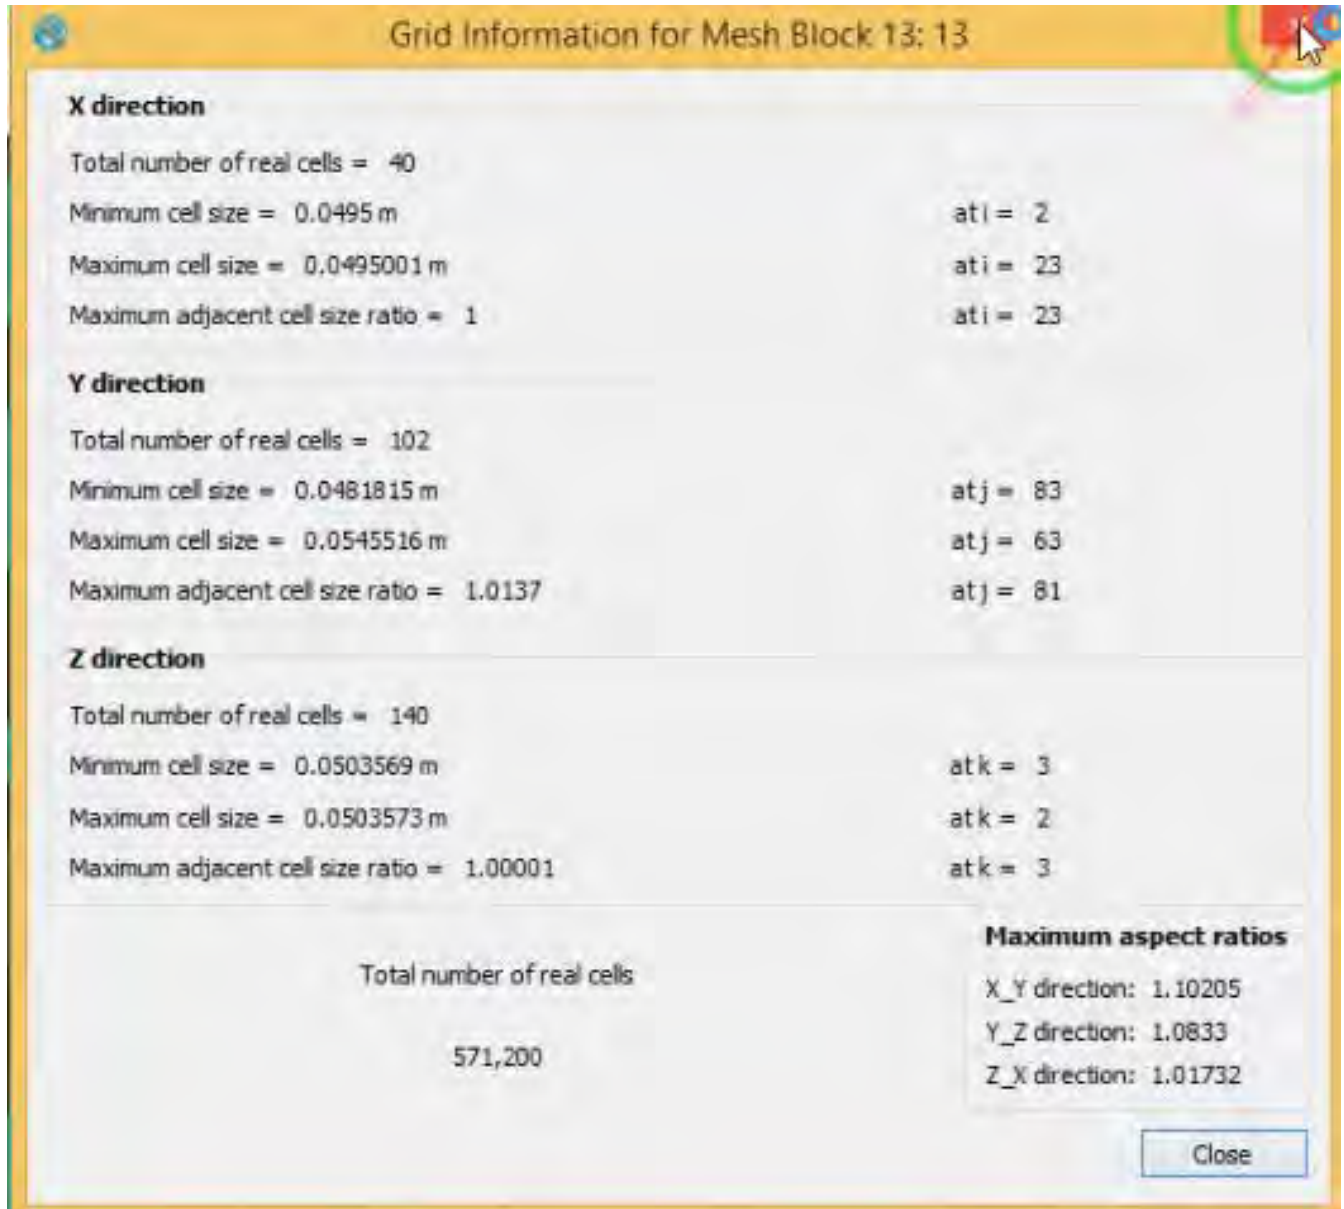 Grid Information for Mesh Block 13: 13
X direction
Total number of real cells = 40
Minimum cell size = 0.0495 m at i = 2
Maximum cell size = 0.0495001 m at i = 23
Maximum adjacent cell size ratio = 1 at i = 23
Y direction
Total number of real cells = 102
Minimum cell size = 0.0481815 m at j = 83
Maximum cell size = 0.0545516 m at j = 63
Maximum adjacent cell size ratio = 1.0137 at j = 81
Z direction
Total number of real cells = 140
Minimum cell size = 0.0503569 m at k = 3
Maximum cell size = 0.0503573 m at k = 2
Maximum adjacent cell size ratio = 1.00001 at k = 3
Total number of real cells
571,200
Maximum aspect ratios
X_Y direction: 1.10205
Y_Z direction: 1.0833
Z_X direction: 1.01732
Close